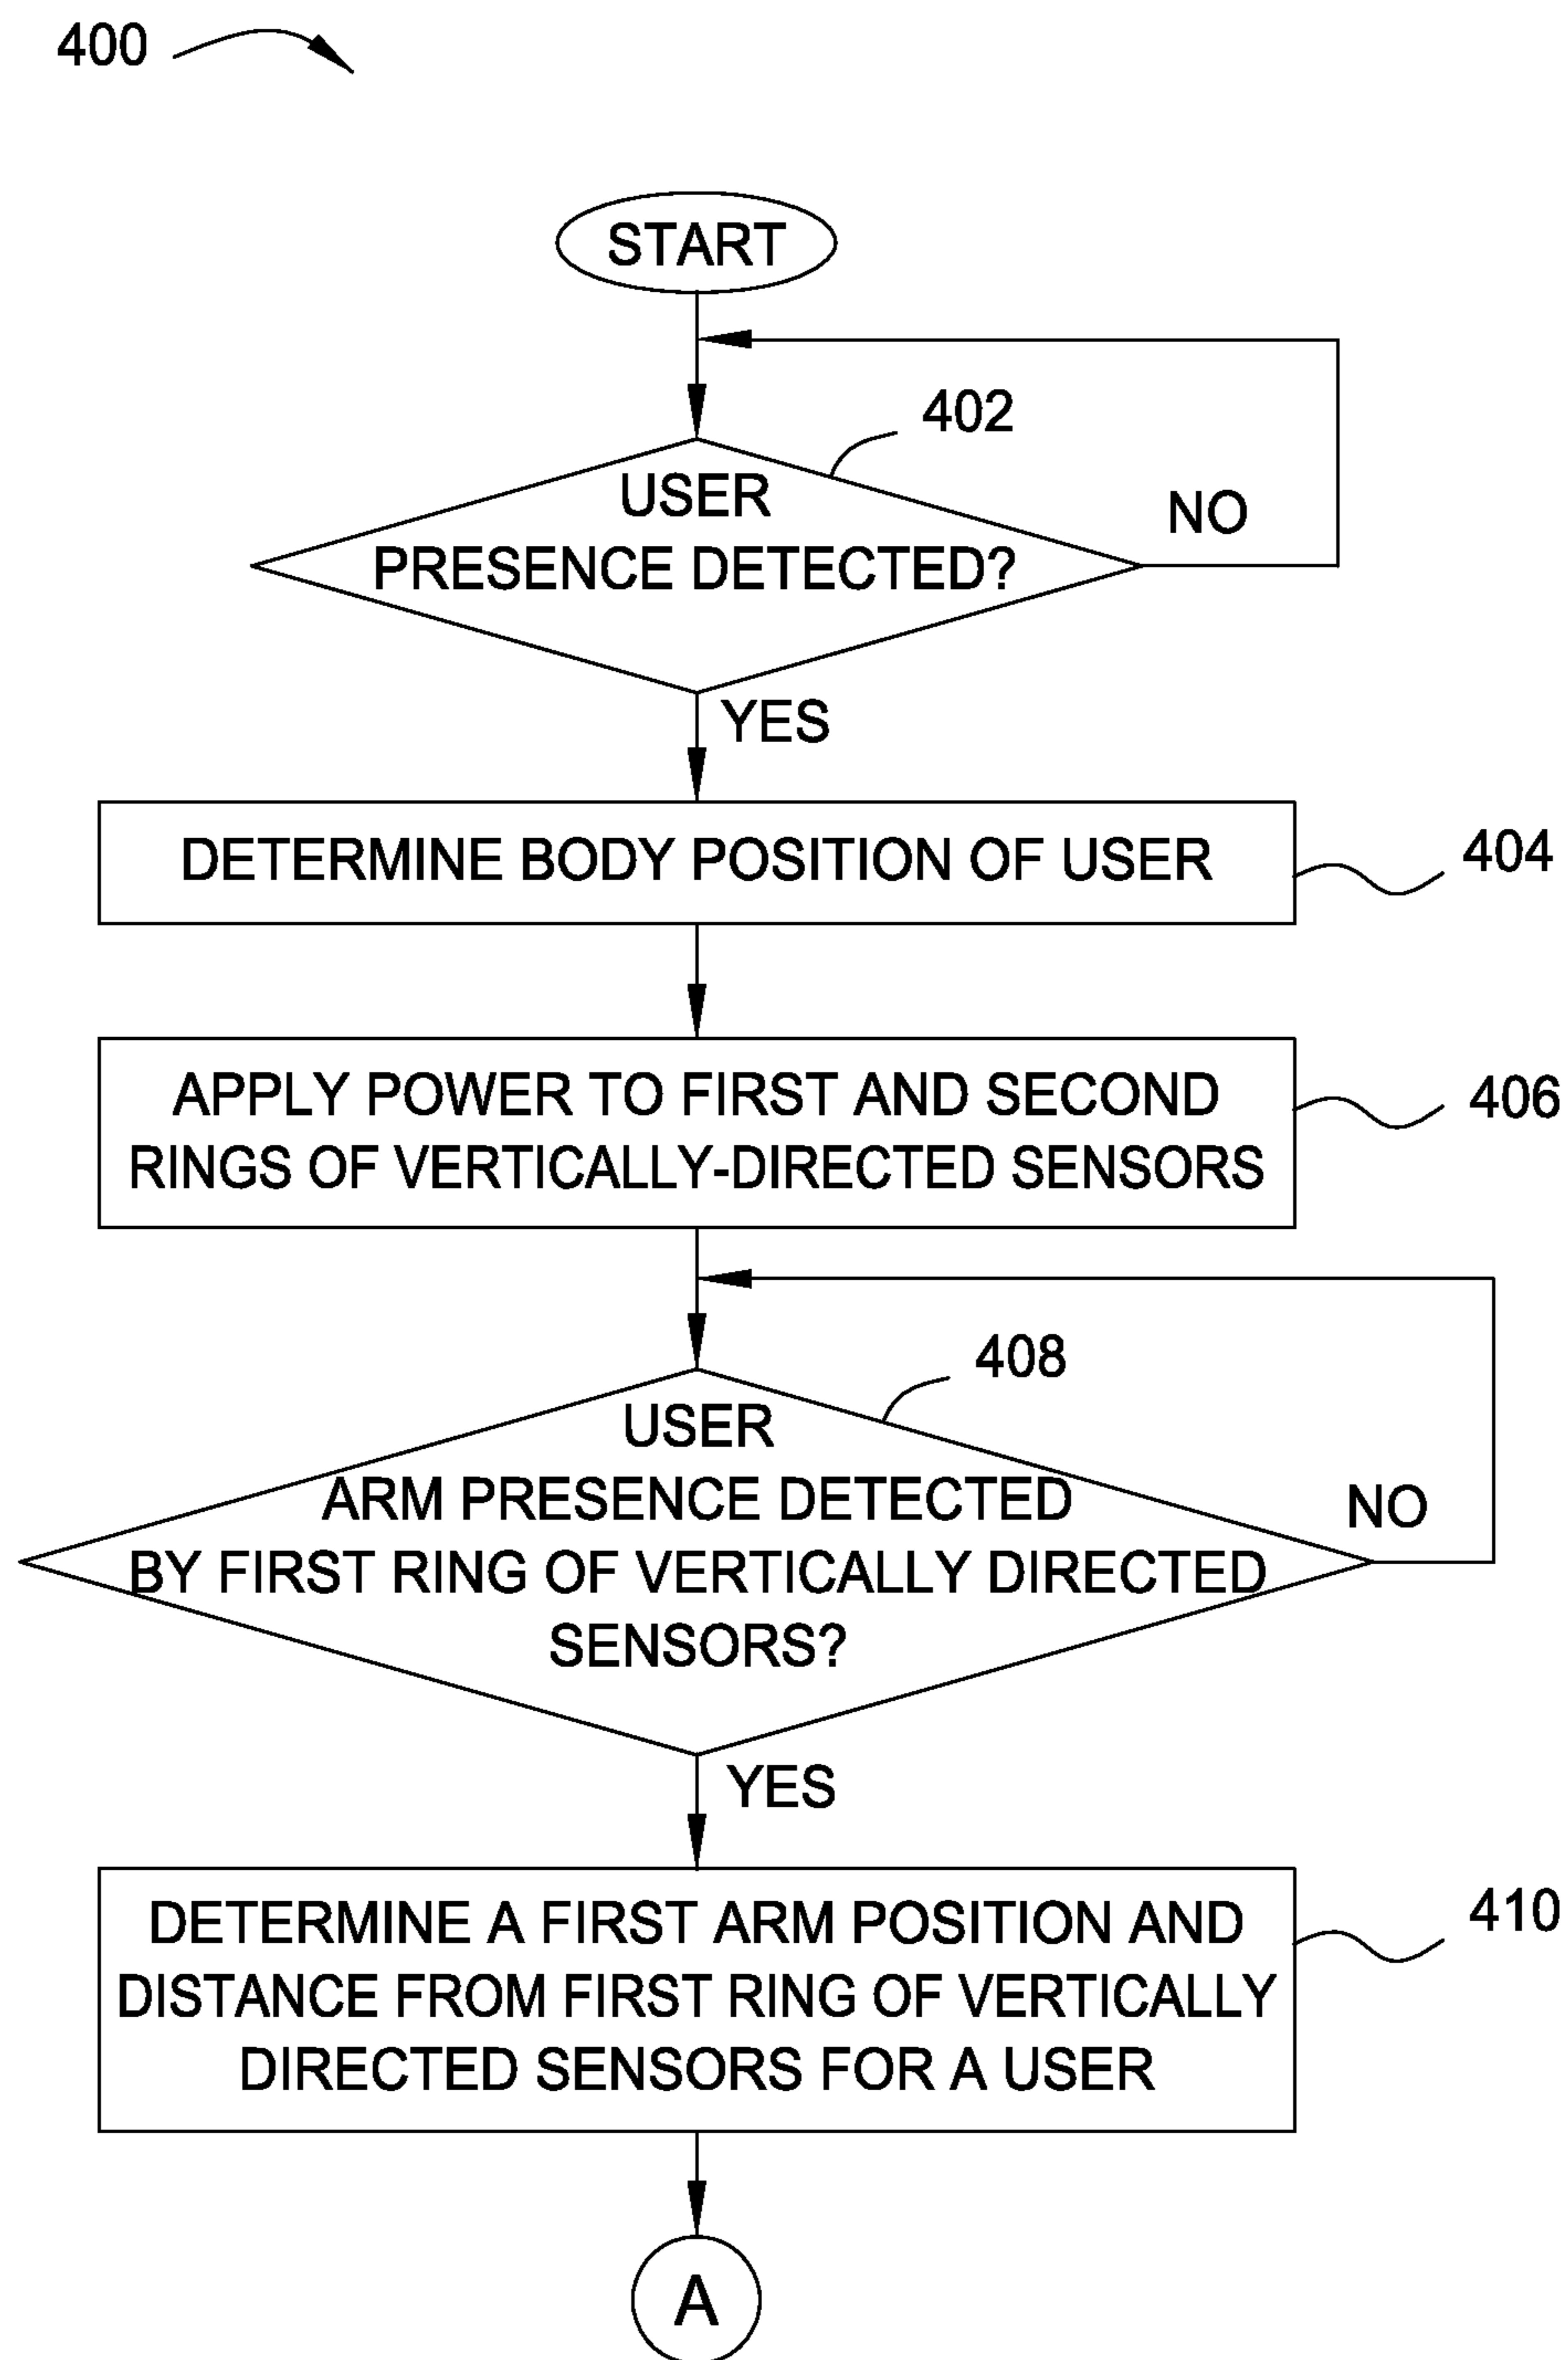 400
START
402
USER
PRESENCE DETECTED?
NO
YES
DETERMINE BODY POSITION OF USER
404
APPLY POWER TO FIRST AND SECOND
RINGS OF VERTICALLY-DIRECTED SENSORS
406
408
USER
ARM PRESENCE DETECTED
BY FIRST RING OF VERTICALLY DIRECTED
SENSORS?
NO
YES
DETERMINE A FIRST ARM POSITION AND
DISTANCE FROM FIRST RING OF VERTICALLY
DIRECTED SENSORS FOR A USER
410
A